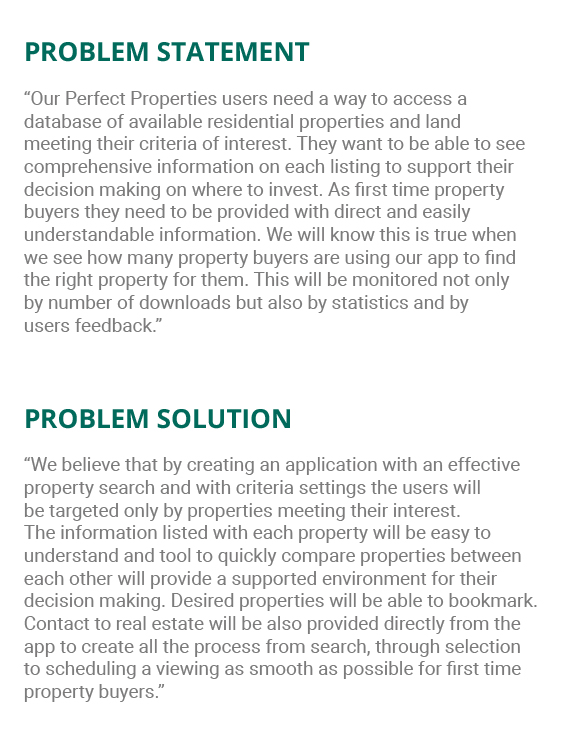 PROBLEM STATEMENT
“Our Perfect Properties users need a way to access a
database of available residential properties and land
meeting their criteria of interest. They want to be able to see
comprehensive information on each listing to support their
decision making on where to invest. As first time property
buyers they need to be provided with direct and easily
understandable information. We will know this is true when
we see how many property buyers are using our app to find
the right property for them. This will be monitored not only
by number of downloads but also by statistics and by
users feedback.”
PROBLEM SOLUTION
“We believe that by creating an application with an effective
property search and with criteria settings the users will
be targeted only by properties meeting their interest.
The information listed with each property will be easy to
understand and tool to quickly compare properties between
each other will provide a supported environment for their
decision making. Desired properties will be able to bookmark.
Contact to real estate will be also provided directly from the
app to create all the process from search, through selection
to scheduling a viewing as smooth as possible for first time
property buyers.”